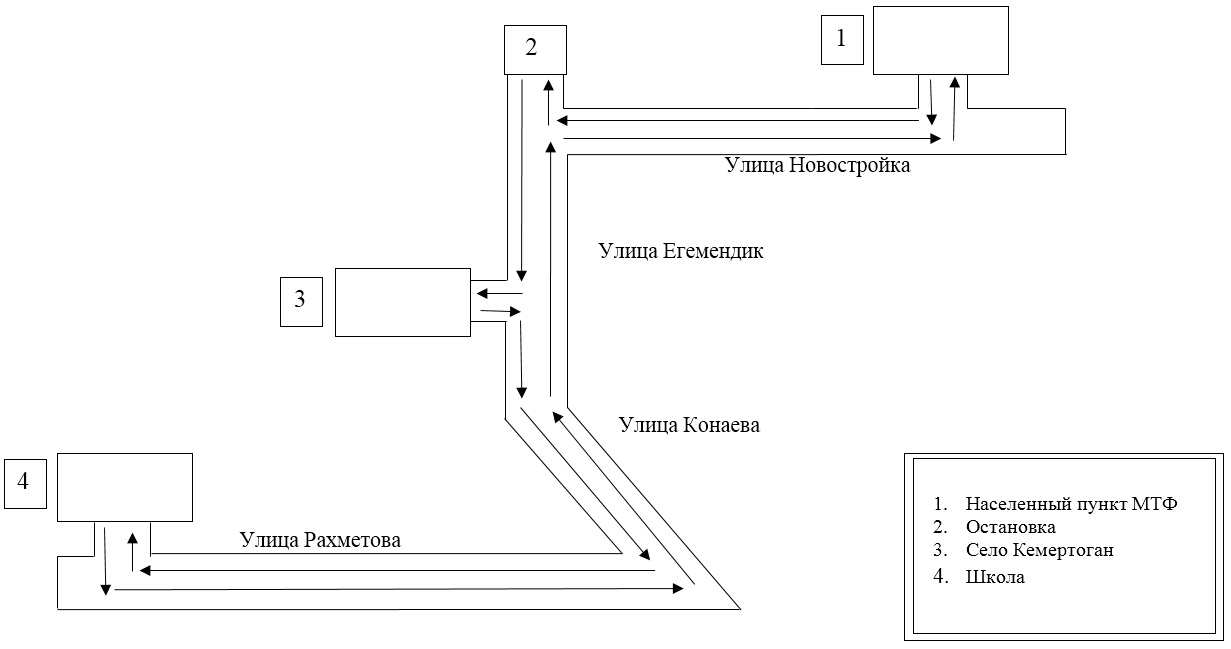 1
2
Улица Новостройка
Улица Егемендик
3
Улица Конаева
4
Улица Рахметова
1. Населенный пункт МТФ
2. Остановка
3. Село Кемертоган
4. Школа